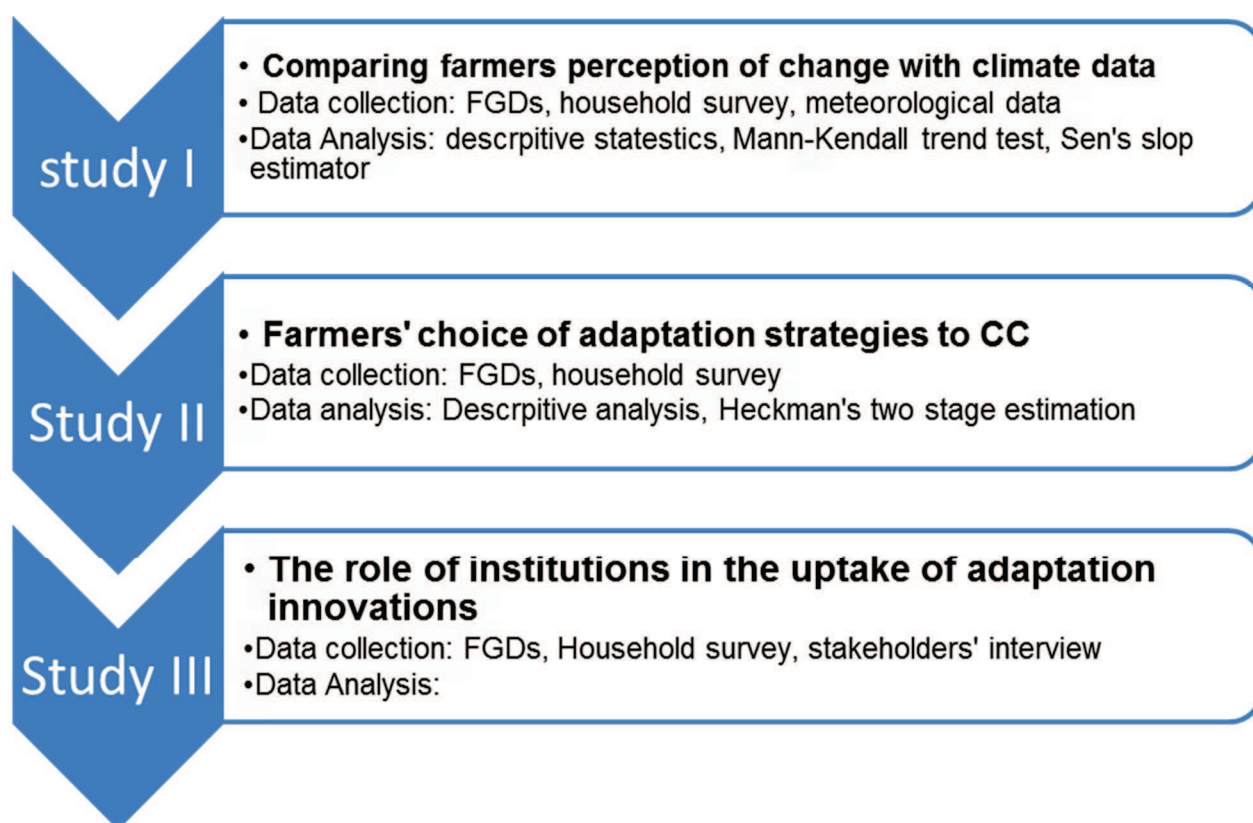 study I
• Comparing farmers perception of change with climate data
• Data collection: FGDs, household survey, meteorological data
•Data Analysis: descrpitive statestics, Mann-Kendall trend test, Sen's slop
estimator
Study II
• Farmers' choice of adaptation strategies to CC
•Data collection: FGDs, household survey
•Data analysis: Descrpitive analysis, Heckman's two stage estimation
Study III
• The role of institutions in the uptake of adaptation
innovations
•Data collection: FGDs, Household survey, stakeholders' interview
•Data Analysis: